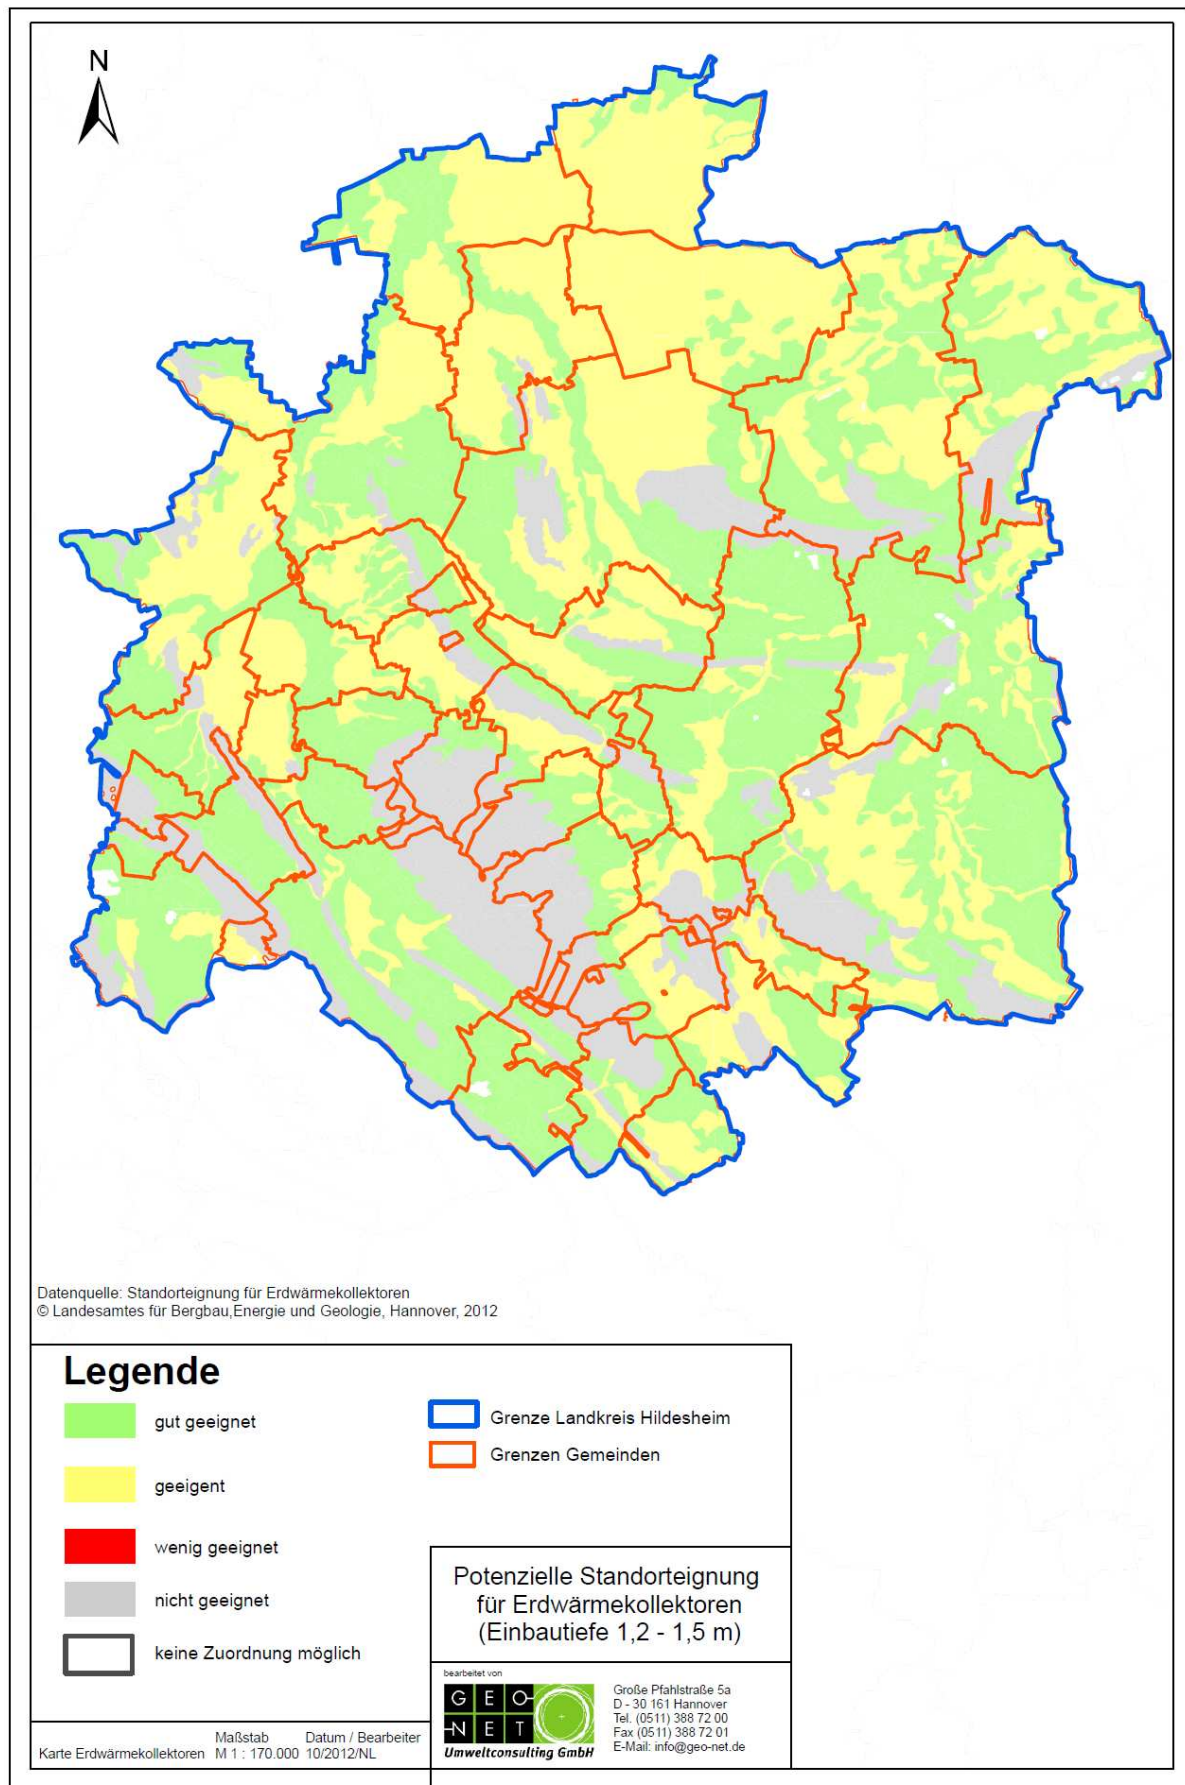 N
Datenquelle: Standorteignung für Erdwärmekollektoren
© Landesamtes für Bergbau,Energie und Geologie, Hannover, 2012
Legende
gut geeignet
geeigent
wenig geeignet
nicht geeignet
keine Zuordnung möglich
Grenze Landkreis Hildesheim
Grenzen Gemeinden
Potenzielle Standorteignung
für Erdwärmekollektoren
(Einbautiefe 1,2 - 1,5 m)
bearbeitet von
GEO-
-NET
Umweltconsulting GmbH
Große Pfahlstraße 5a
D - 30 161 Hannover
Tel. (0511) 388 72 00
Fax (0511) 388 72 01
E-Mail: info@geo-net.de
Karte Erdwärmekollektoren
Maßstab
M 1 : 170.000
Datum / Bearbeiter
10/2012/NL